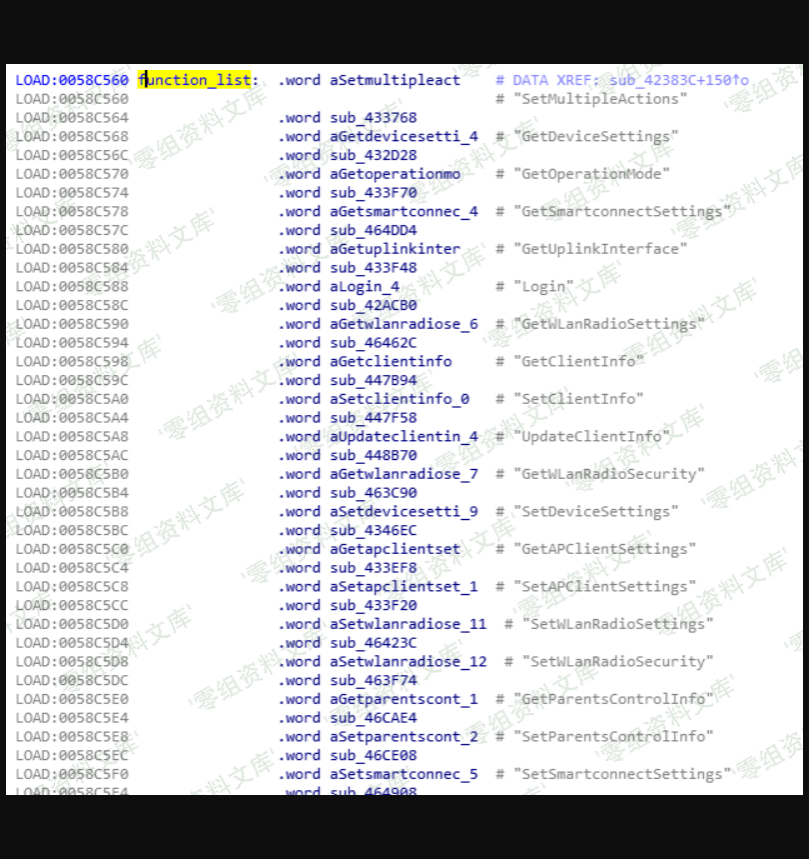 LOAD:0058C560 function_list: .word aSetmultipleact # DATA XREF: sub_42383C+150↑o
LOAD:0058C560 # "SetMultipleActions"
LOAD:0058C564 .word sub_433768
LOAD:0058C568 .word aGetdevicesetti_4 # "GetDeviceSettings"
LOAD:0058C56C .word sub_432D28
LOAD:0058C570 .word aGetoperationmo # "GetOperationMode"
LOAD:0058C574 .word sub_433F70
LOAD:0058C578 .word aGetsmartconnec_4 # "GetSmartconnectSettings"
LOAD:0058C57C .word sub_464DD4
LOAD:0058C580 .word aGetuplinkinter # "GetUplinkInterface"
LOAD:0058C584 .word sub_433F48
LOAD:0058C588 .word aLogin_4 # "Login"
LOAD:0058C58C .word sub_42ACB0
LOAD:0058C590 .word aGetwlanradiose_6 # "GetWLanRadioSettings"
LOAD:0058C594 .word sub_46462C
LOAD:0058C598 .word aGetclientinfo # "GetClientInfo"
LOAD:0058C59C .word sub_447B94
LOAD:0058C5A0 .word aSetclientinfo_0 # "SetClientInfo"
LOAD:0058C5A4 .word sub_447F58
LOAD:0058C5A8 .word aUpdateclientin_4 # "UpdateClientInfo"
LOAD:0058C5AC .word sub_448B70
LOAD:0058C5B0 .word aGetwlanradiose_7 # "GetWLanRadioSecurity"
LOAD:0058C5B4 .word sub_463C90
LOAD:0058C5B8 .word aSetdevicesetti_9 # "SetDeviceSettings"
LOAD:0058C5BC .word sub_4346EC
LOAD:0058C5C0 .word aGetapclientset # "GetAPClientSettings"
LOAD:0058C5C4 .word sub_433EF8
LOAD:0058C5C8 .word aSetapclientset_1 # "SetAPClientSettings"
LOAD:0058C5CC .word sub_433F20
LOAD:0058C5D0 .word aSetwlanradiose_11 # "SetWLanRadioSettings"
LOAD:0058C5D4 .word sub_46423C
LOAD:0058C5D8 .word aSetwlanradiose_12 # "SetWLanRadioSecurity"
LOAD:0058C5DC .word sub_463F74
LOAD:0058C5E0 .word aGetparentscont_1 # "GetParentsControlInfo"
LOAD:0058C5E4 .word sub_46CAE4
LOAD:0058C5E8 .word aSetparentscont_2 # "SetParentsControlInfo"
LOAD:0058C5EC .word sub_46CE08
LOAD:0058C5F0 .word aSetsmartconnec_5 # "SetSmartconnectSettings"
LOAD:0058C5F4 .word sub_464908
零组资料文库